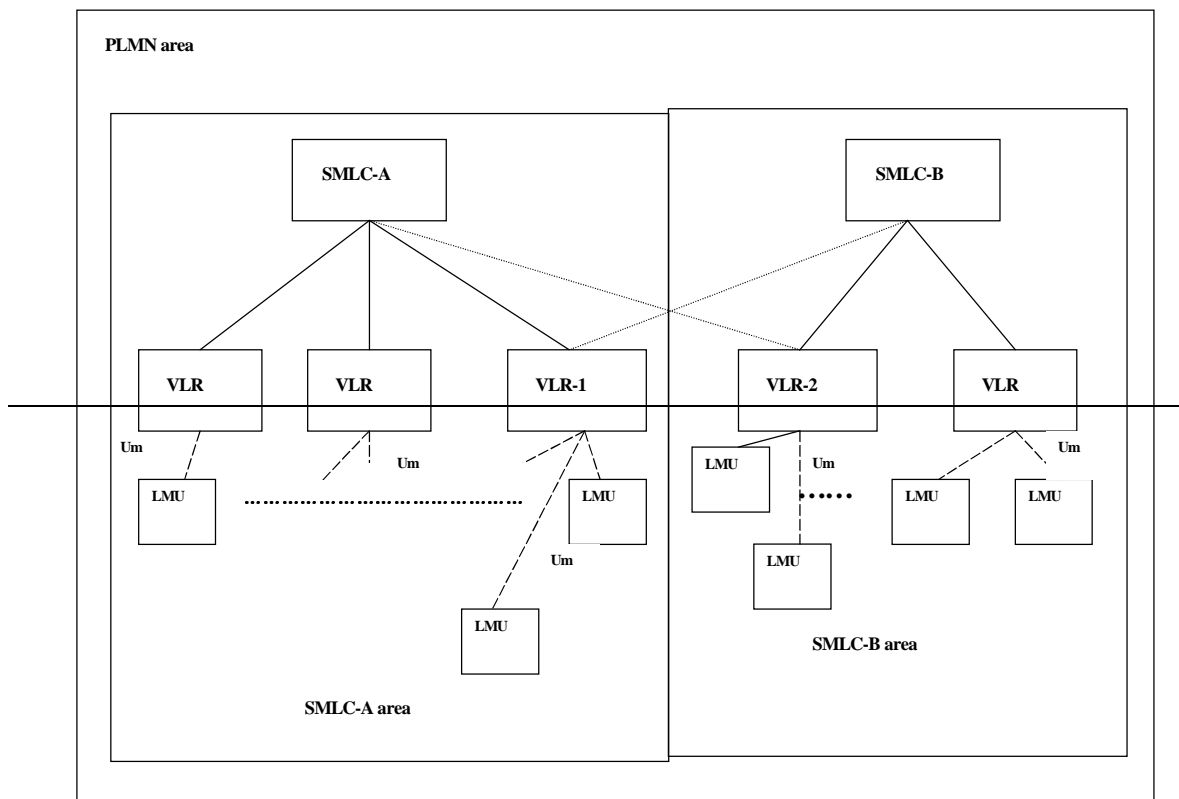 PLMN area
SMLC-A
SMLC-B
VLR
VLR
VLR-1
VLR-2
VLR
Um
Um
Um
Um
LMU
LMU
LMU
LMU
LMU
Um
LMU
LMU
SMLC-B area
SMLC-A area